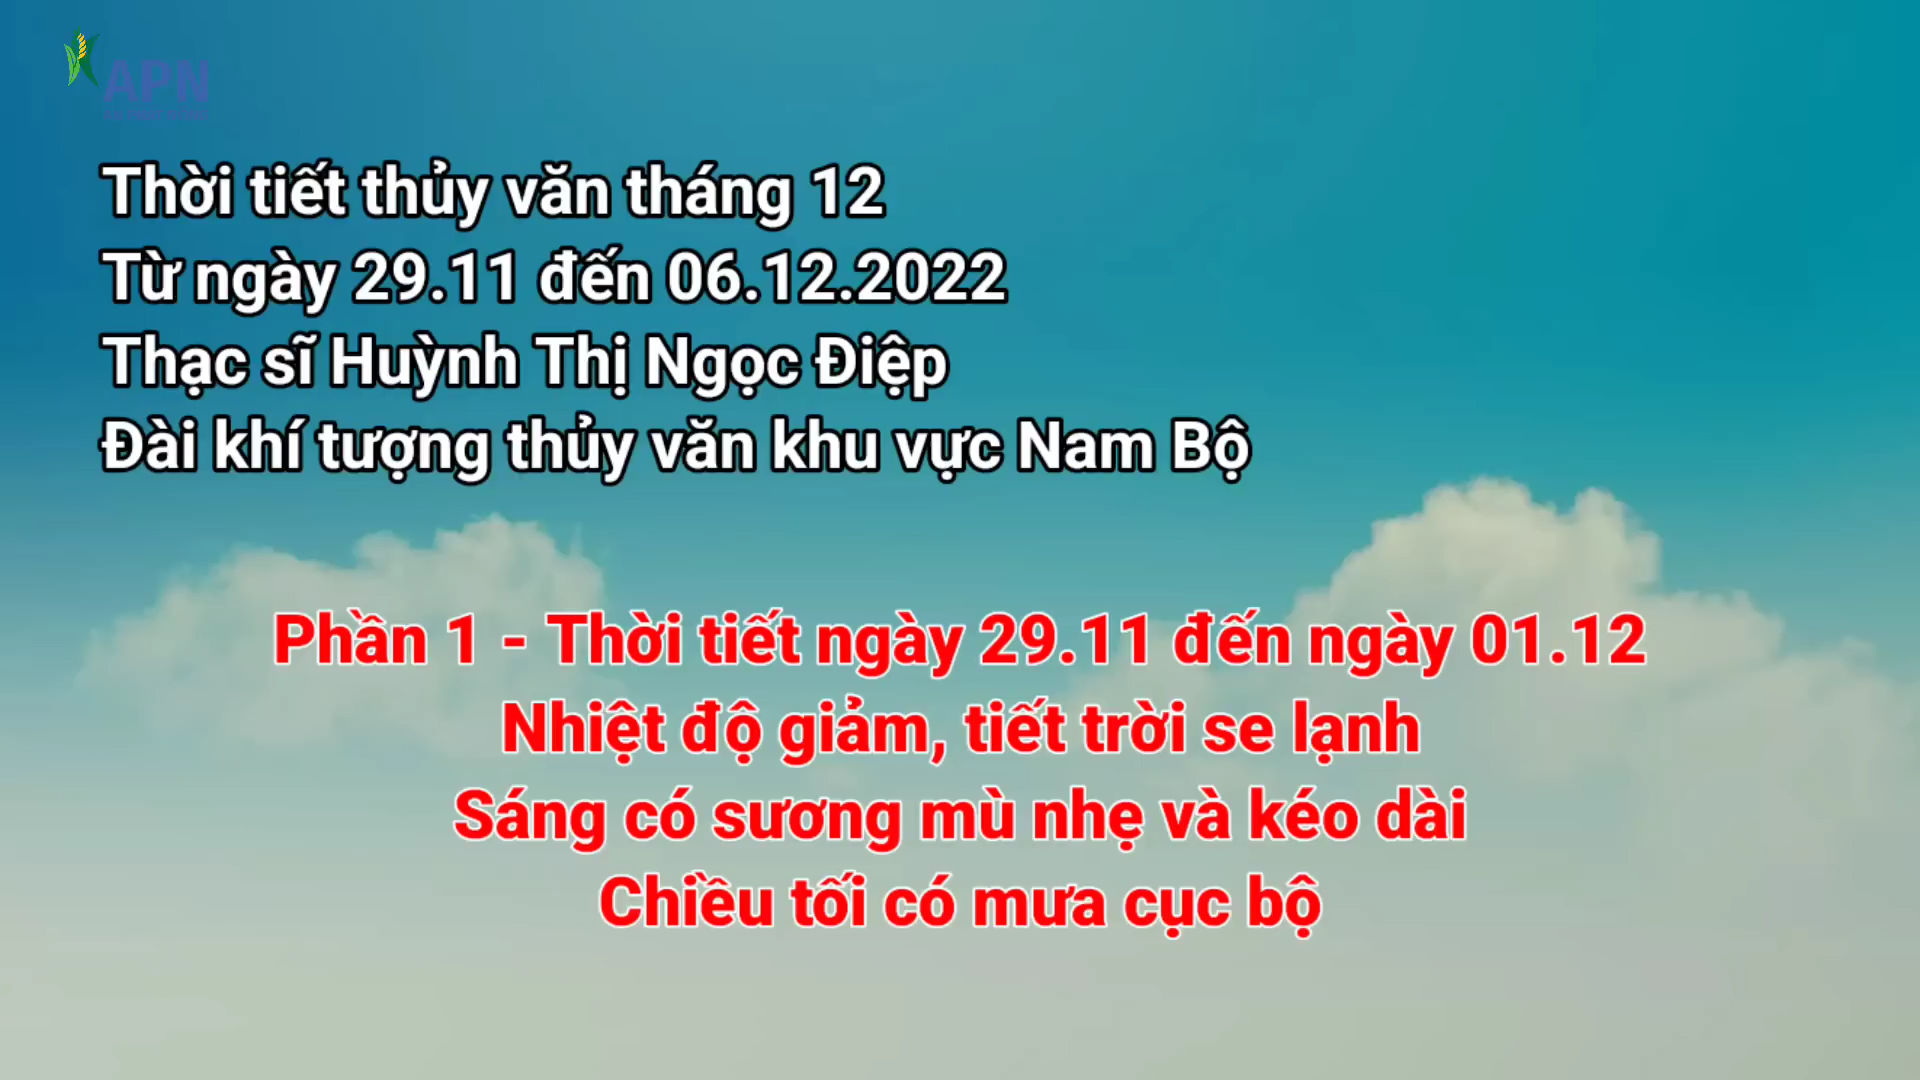 APN
Thời tiết thủy văn tháng 12
Từ ngày 29.11 đến 06.12.2022
Thạc sĩ Huỳnh Thị Ngọc Điệp
Đài khí tượng thủy văn khu vực Nam Bộ
Phần 1 - Thời tiết ngày 29.11 đến ngày 01.12
Nhiệt độ giảm, tiết trời se lạnh
Sáng có sương mù nhẹ và kéo dài
Chiều tối có mưa cục bộ